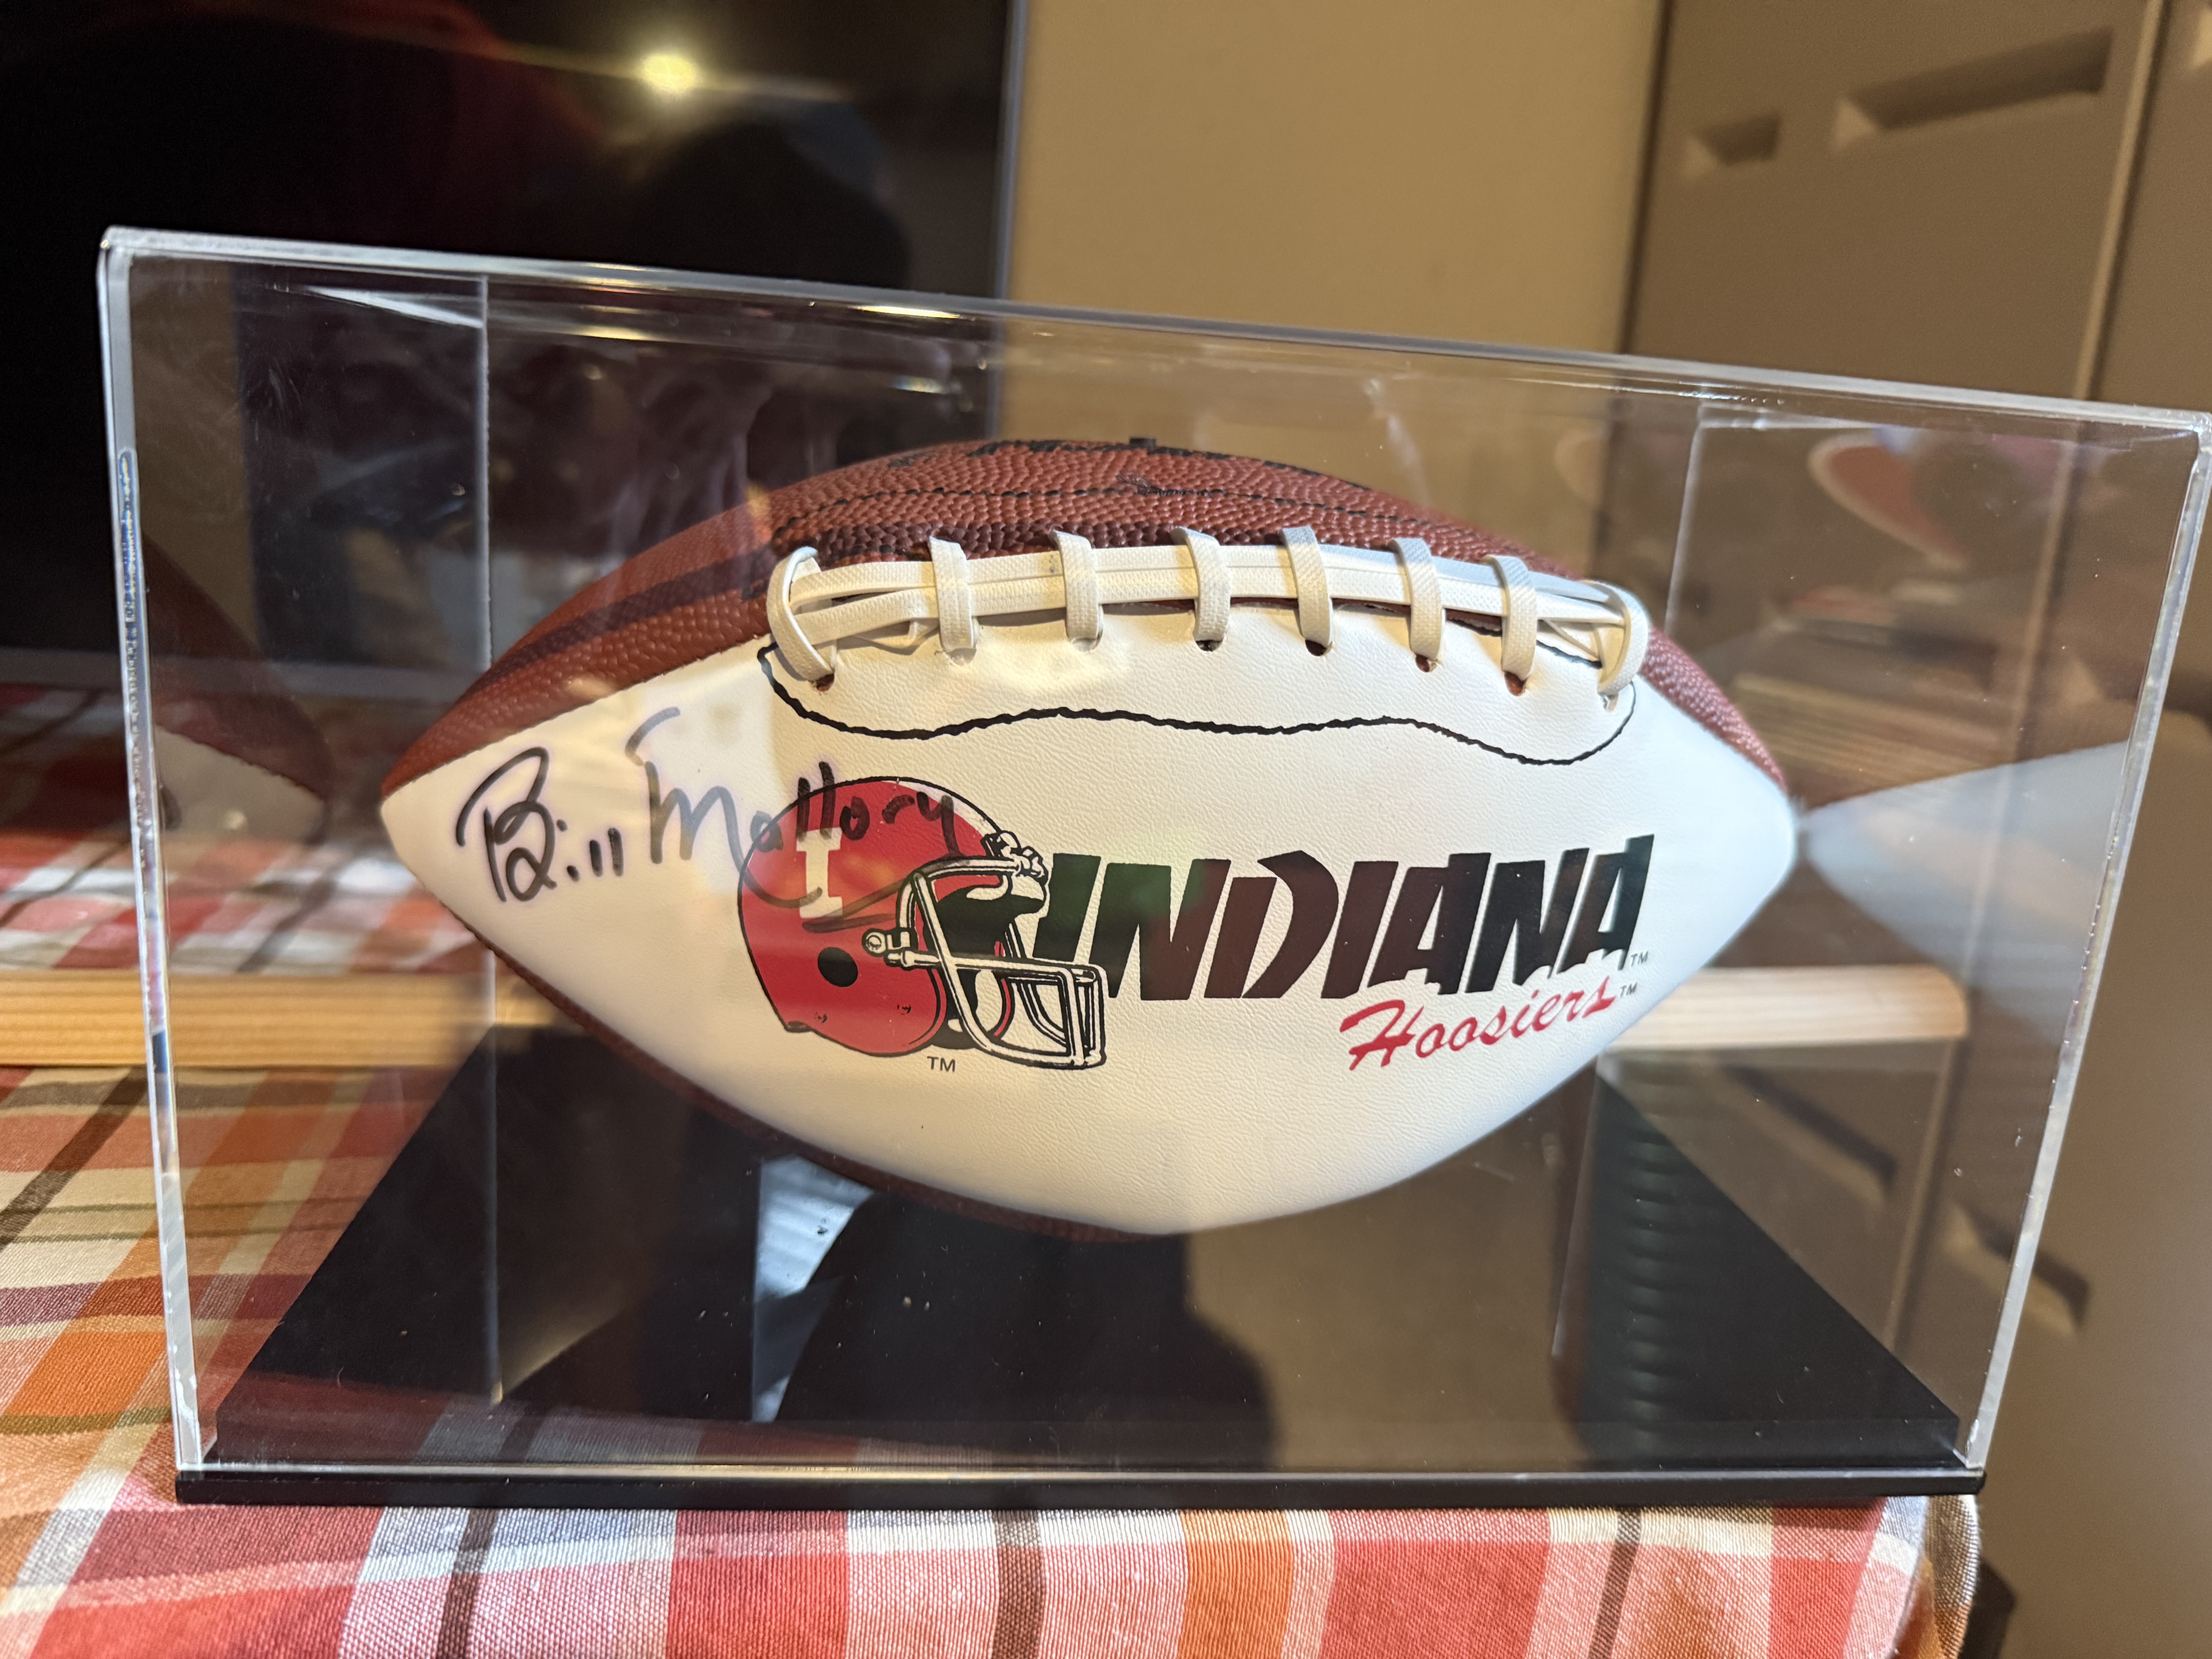 Bill Mallory
I
INDIANA™
Hoosiers™
TM